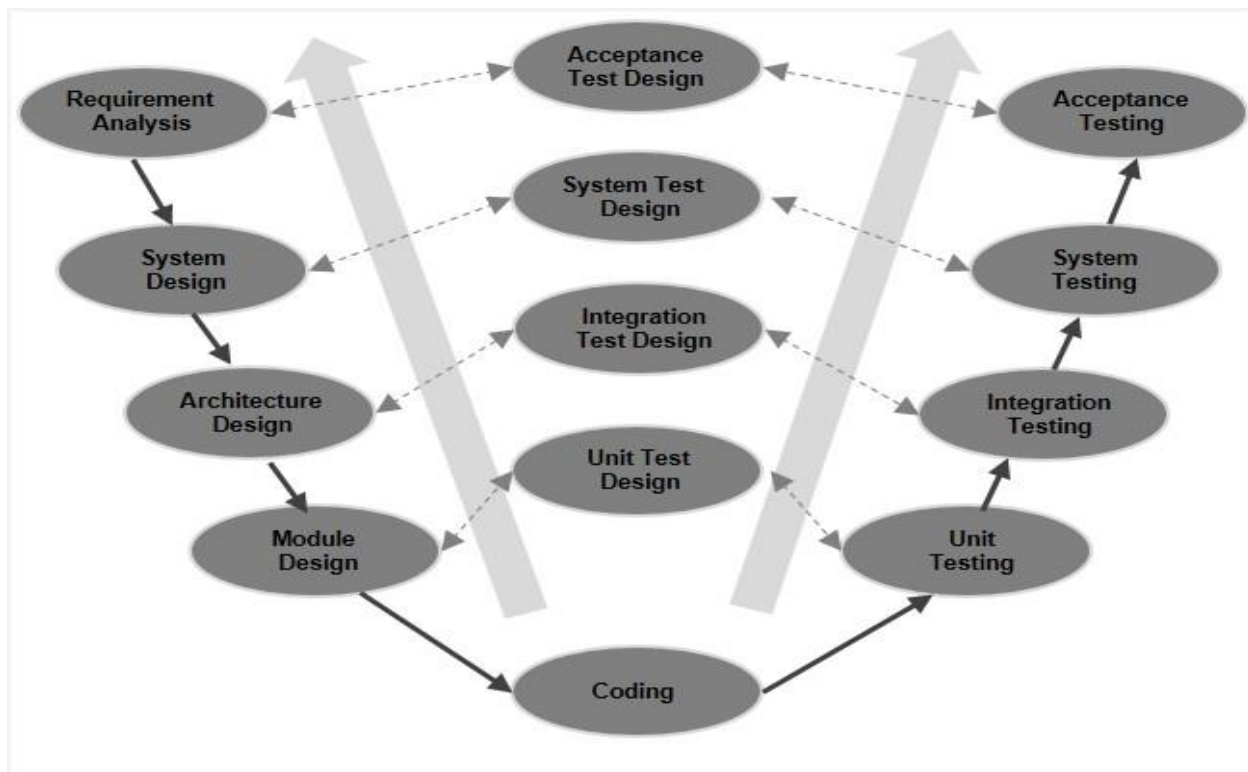 Acceptance
Test Design
Requirement
Analysis
Acceptance
Testing
System Test
Design
System
Design
System
Testing
Integration
Test Design
Architecture
Design
Integration
Testing
Unit Test
Design
Module
Design
Unit
Testing
Coding